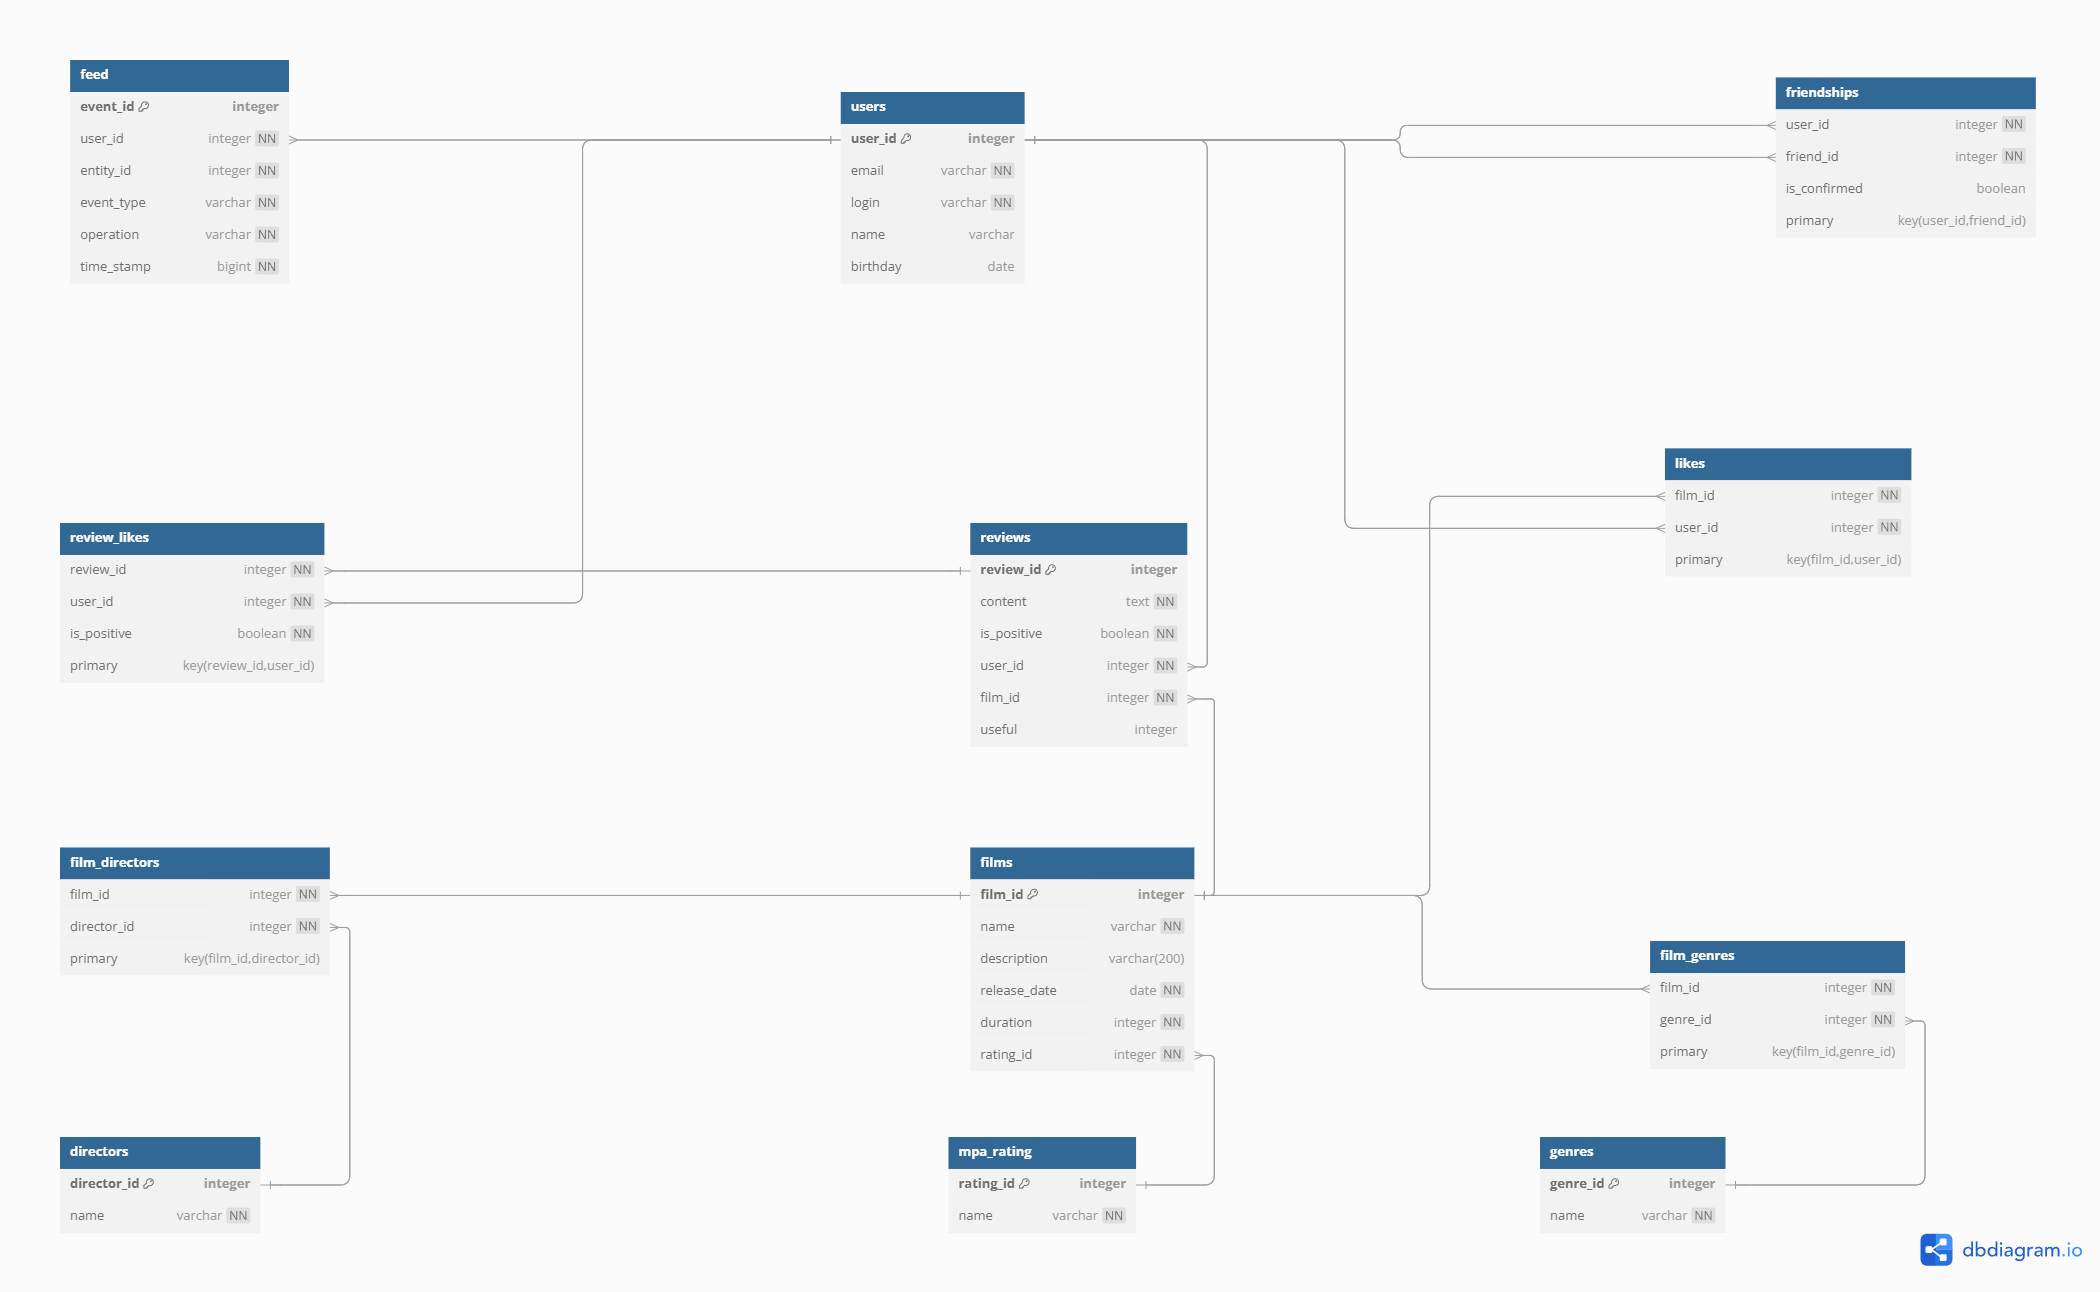 feed
event_id integer
user_id integer NN
entity_id integer NN
event_type varchar NN
operation varchar NN
time_stamp bigint NN
users
user_id integer
email varchar NN
login varchar NN
name varchar
birthday date
friendships
user_id integer NN
friend_id integer NN
is_confirmed boolean
primary key(user_id,friend_id)
likes
film_id integer NN
user_id integer NN
primary key(film_id,user_id)
review_likes
review_id integer NN
user_id integer NN
is_positive boolean NN
primary key(review_id,user_id)
reviews
review_id integer
content text NN
is_positive boolean NN
user_id integer NN
film_id integer NN
useful integer
film_directors
film_id integer NN
director_id integer NN
primary key(film_id,director_id)
films
film_id integer
name varchar NN
description varchar(200)
release_date date NN
duration integer NN
rating_id integer NN
film_genres
film_id integer NN
genre_id integer NN
primary key(film_id,genre_id)
directors
director_id integer
name varchar NN
mpa_rating
rating_id integer
name varchar NN
genres
genre_id integer
name varchar NN
dbdiagram.io